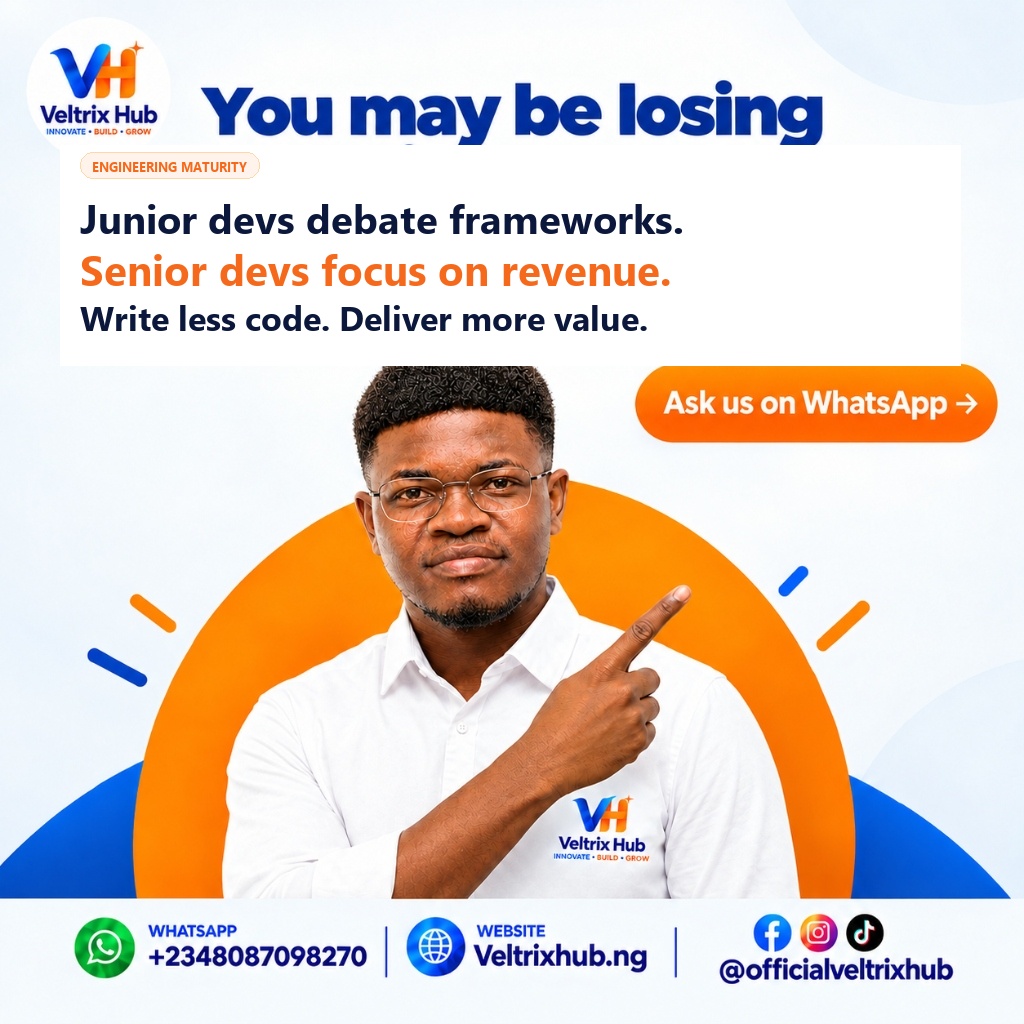 VH
Veltrix Hub
INNOVATE • BUILD • GROW
You may be losing
ENGINEERING MATURITY
Junior devs debate frameworks.
Senior devs focus on revenue.
Write less code. Deliver more value.
Ask us on WhatsApp →
VH
Veltrix Hub
INNOVATE • BUILD • GROW
WHATSAPP
+2348087098270
WEBSITE
Veltrixhub.ng
@officialveltrixhub